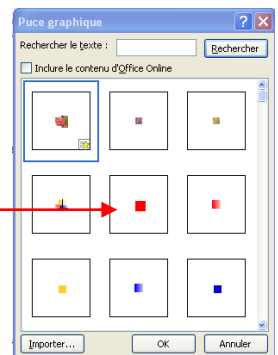 Puce graphique
Rechercher le texte :
Rechercher
Inclure le contenu d'Office Online
Importer...
OK
Annuler